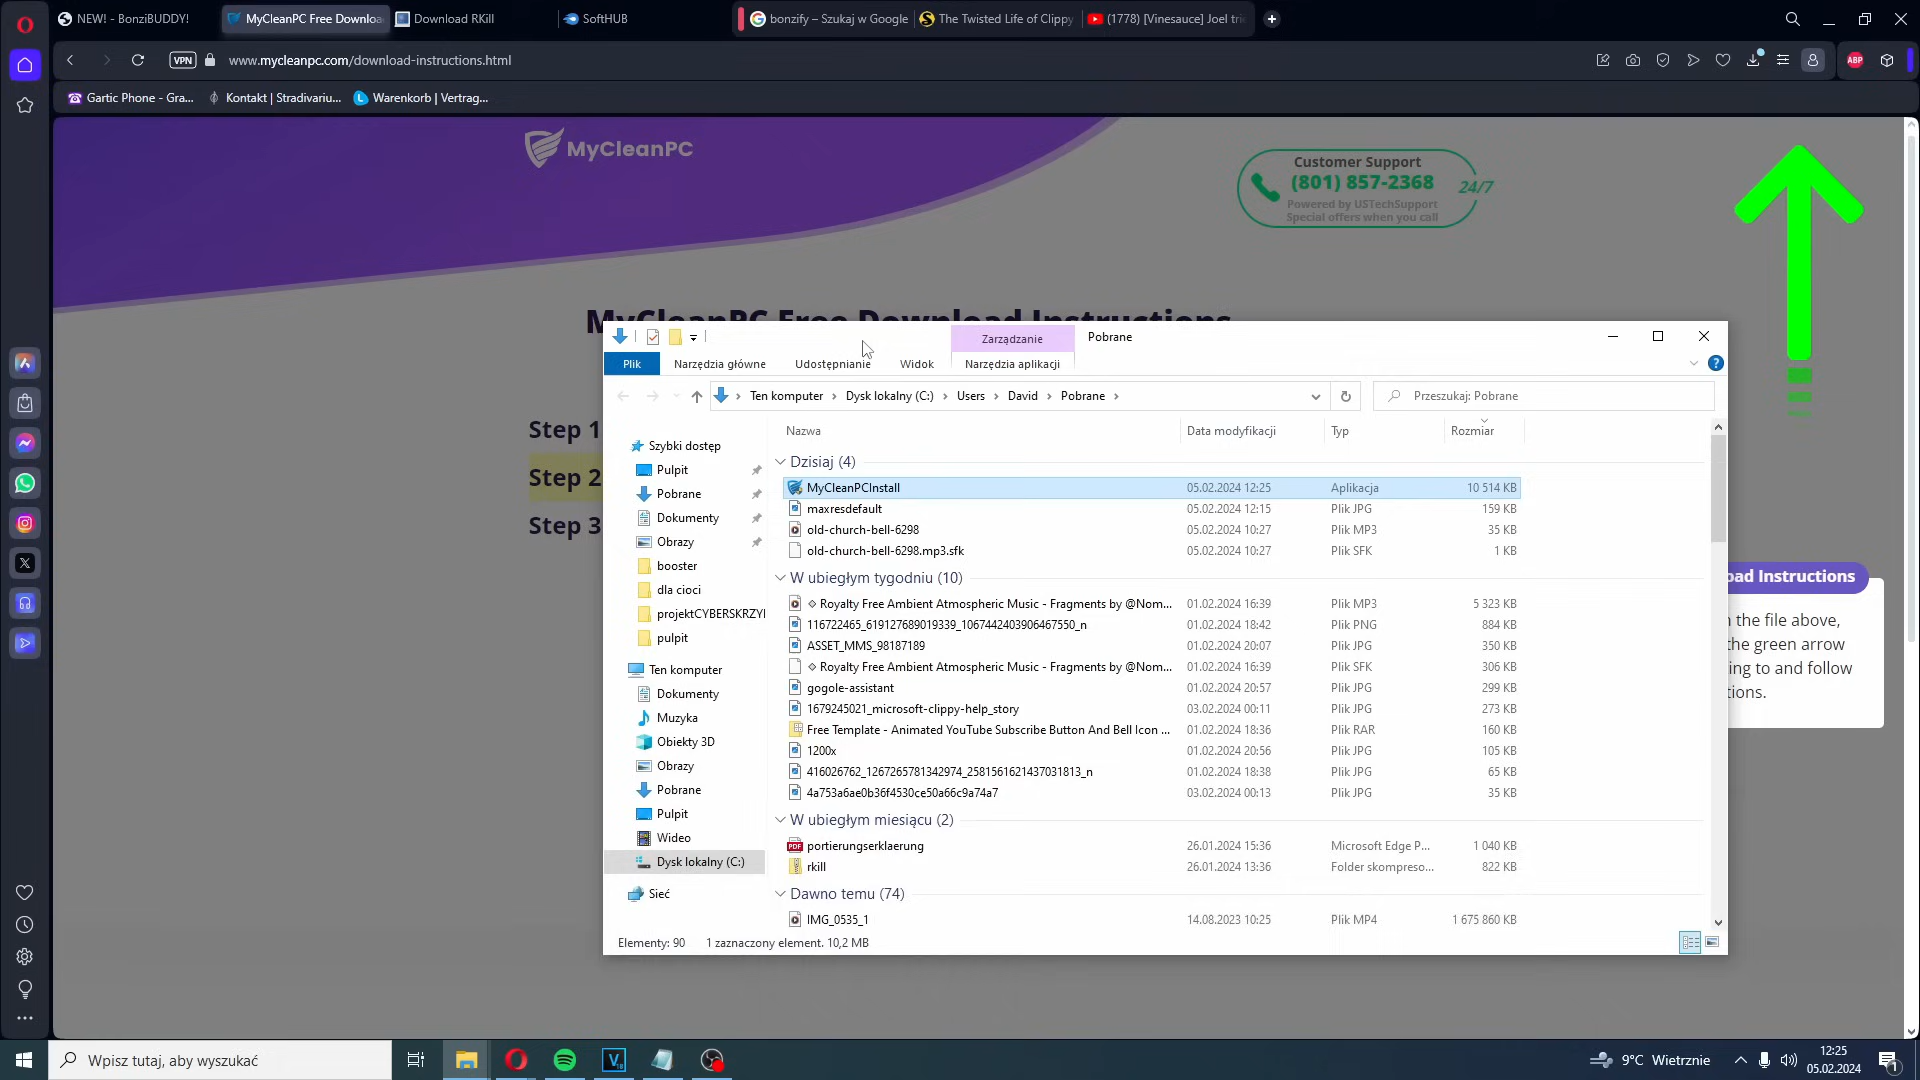 NEW! - BonziBUDDY!
MyCleanPC Free Downloa
Download RKill
SoftHUB
bonzify – Szukaj w Google
The Twisted Life of Clippy
(1778) [Vinesauce] Joel tri
VPN
www.mycleanpc.com/download-instructions.html
ABP
Gartic Phone - Gra...
Kontakt | Stradivariu...
Warenkorb | Vertrag...
MyCleanPC
Customer Support
(801) 857-2368
24/7
Powered by USTechSupport
Special offers when you call
MyCleanPC Free Download Instructions
Step 1
Step 2
Step 3
oad Instructions
the file above,
the green arrow
ing to and follow
tions.
Zarządzanie
Pobrane
Plik
Narzędzia główne
Udostępnianie
Widok
Narzędzia aplikacji
Ten komputer
Dysk lokalny (C:)
Users
David
Pobrane
Przeszukaj: Pobrane
Szybki dostęp
Pulpit
Pobrane
Dokumenty
Obrazy
booster
dla cioci
projektCYBERSKRZYI
pulpit
Ten komputer
Dokumenty
Muzyka
Obiekty 3D
Obrazy
Pobrane
Pulpit
Wideo
Dysk lokalny (C:)
Sieć
Nazwa Data modyfikacji Typ Rozmiar
Dzisiaj (4)
MyCleanPCInstall 05.02.2024 12:25 Aplikacja 10 514 KB
maxresdefault 05.02.2024 12:15 Plik JPG 159 KB
old-church-bell-6298 05.02.2024 10:27 Plik MP3 35 KB
old-church-bell-6298.mp3.sfk 05.02.2024 10:27 Plik SFK 1 KB
W ubiegłym tygodniu (10)
◇ Royalty Free Ambient Atmospheric Music - Fragments by @Nom... 01.02.2024 16:39 Plik MP3 5 323 KB
116722465_619127689019339_1067442403906467550_n 01.02.2024 18:42 Plik PNG 884 KB
ASSET_MMS_98187189 01.02.2024 20:07 Plik JPG 350 KB
◇ Royalty Free Ambient Atmospheric Music - Fragments by @Nom... 01.02.2024 16:39 Plik SFK 306 KB
gogole-assistant 01.02.2024 20:57 Plik JPG 299 KB
1679245021_microsoft-clippy-help_story 03.02.2024 00:11 Plik JPG 273 KB
Free Template - Animated YouTube Subscribe Button And Bell Icon ... 01.02.2024 18:36 Plik RAR 160 KB
1200x 01.02.2024 20:56 Plik JPG 105 KB
416026762_1267265781342974_2581561621437031813_n 01.02.2024 18:38 Plik JPG 65 KB
4a753a6ae0b36f4530ce50a66c9a74a7 03.02.2024 00:13 Plik JPG 35 KB
W ubiegłym miesiącu (2)
portierungserklaerung 26.01.2024 15:36 Microsoft Edge P... 1 040 KB
rkill 26.01.2024 13:36 Folder skompreso... 822 KB
Dawno temu (74)
IMG_0535_1 14.08.2023 10:25 Plik MP4 1 675 860 KB
Elementy: 90 1 zaznaczony element. 10,2 MB
Wpisz tutaj, aby wyszukać
9°C Wietrznie
12:25
05.02.2024
1